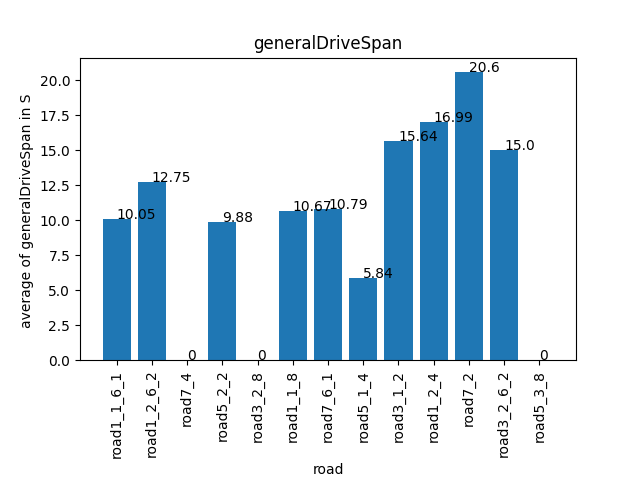 generalDriveSpan
average of generalDriveSpan in S
20.0
17.5
15.0
12.5
10.0
7.5
5.0
2.5
0.0
10.05
12.75
0
9.88
0
10.67
10.79
5.84
15.64
16.99
20.6
15.0
0
road1_1_6_1
road1_2_6_2
road7_4
road5_2_2
road3_2_8
road1_1_8
road7_6_1
road5_1_4
road3_1_2
road1_2_4
road7_2
road3_2_6_2
road5_3_8
road